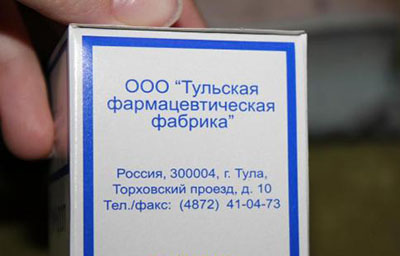 ООО “Тульская
фармацевтическая
фабрика”
Россия, 300004, г. Тула,
Торховский проезд, д. 10
Тел./факс: (4872) 41-04-73